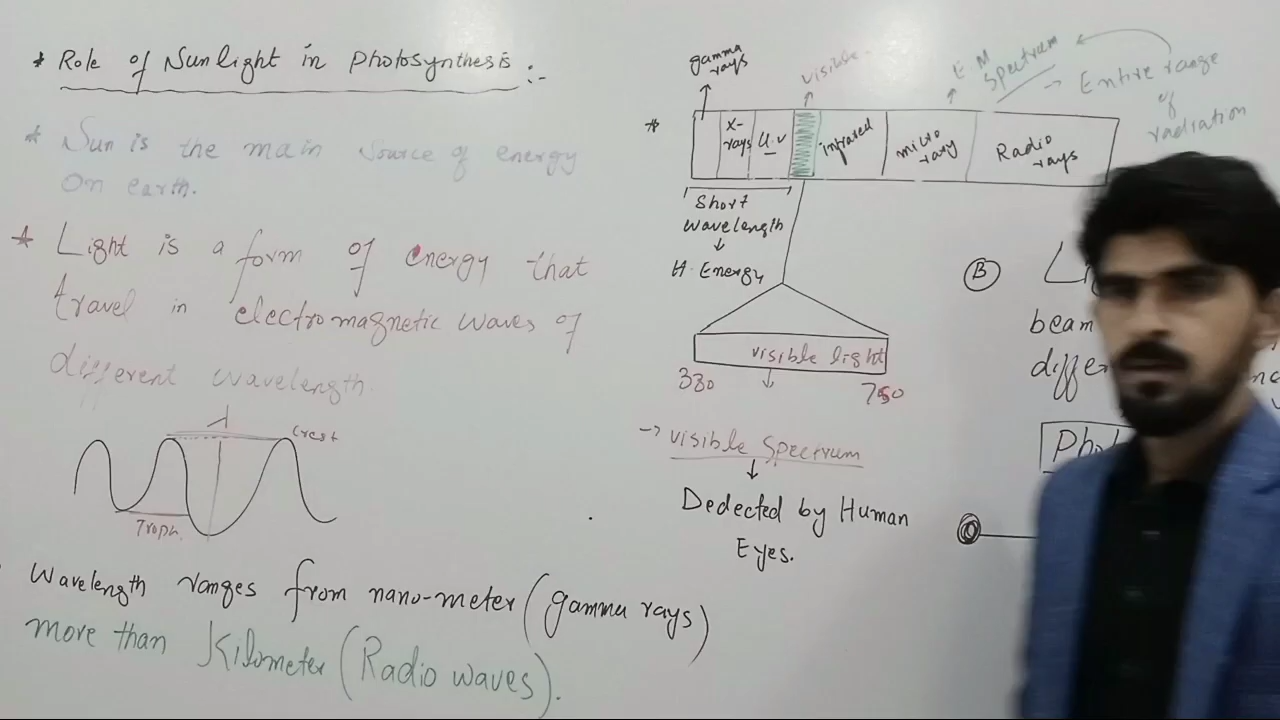 * Role of Sunlight in Photosynthesis :-
* Sun is the main source of energy
On earth.
* Light is a form of energy that
travel in electromagnetic waves of
different wavelength.
λ
Crest
Troph.
Wavelength ranges from nano-meter (gamma rays)
more than Kilometer (Radio waves).
gamma
rays
visible
E M
Spectrum
→ Entire range
of
radiation
*
X-
rays
U.v
infrared
micro
rary
Radio
rays
Short
wavelength
H. Energy
visible light
380
750
→ visible Spectrum
Dedected by Human
Eyes.
B
beam